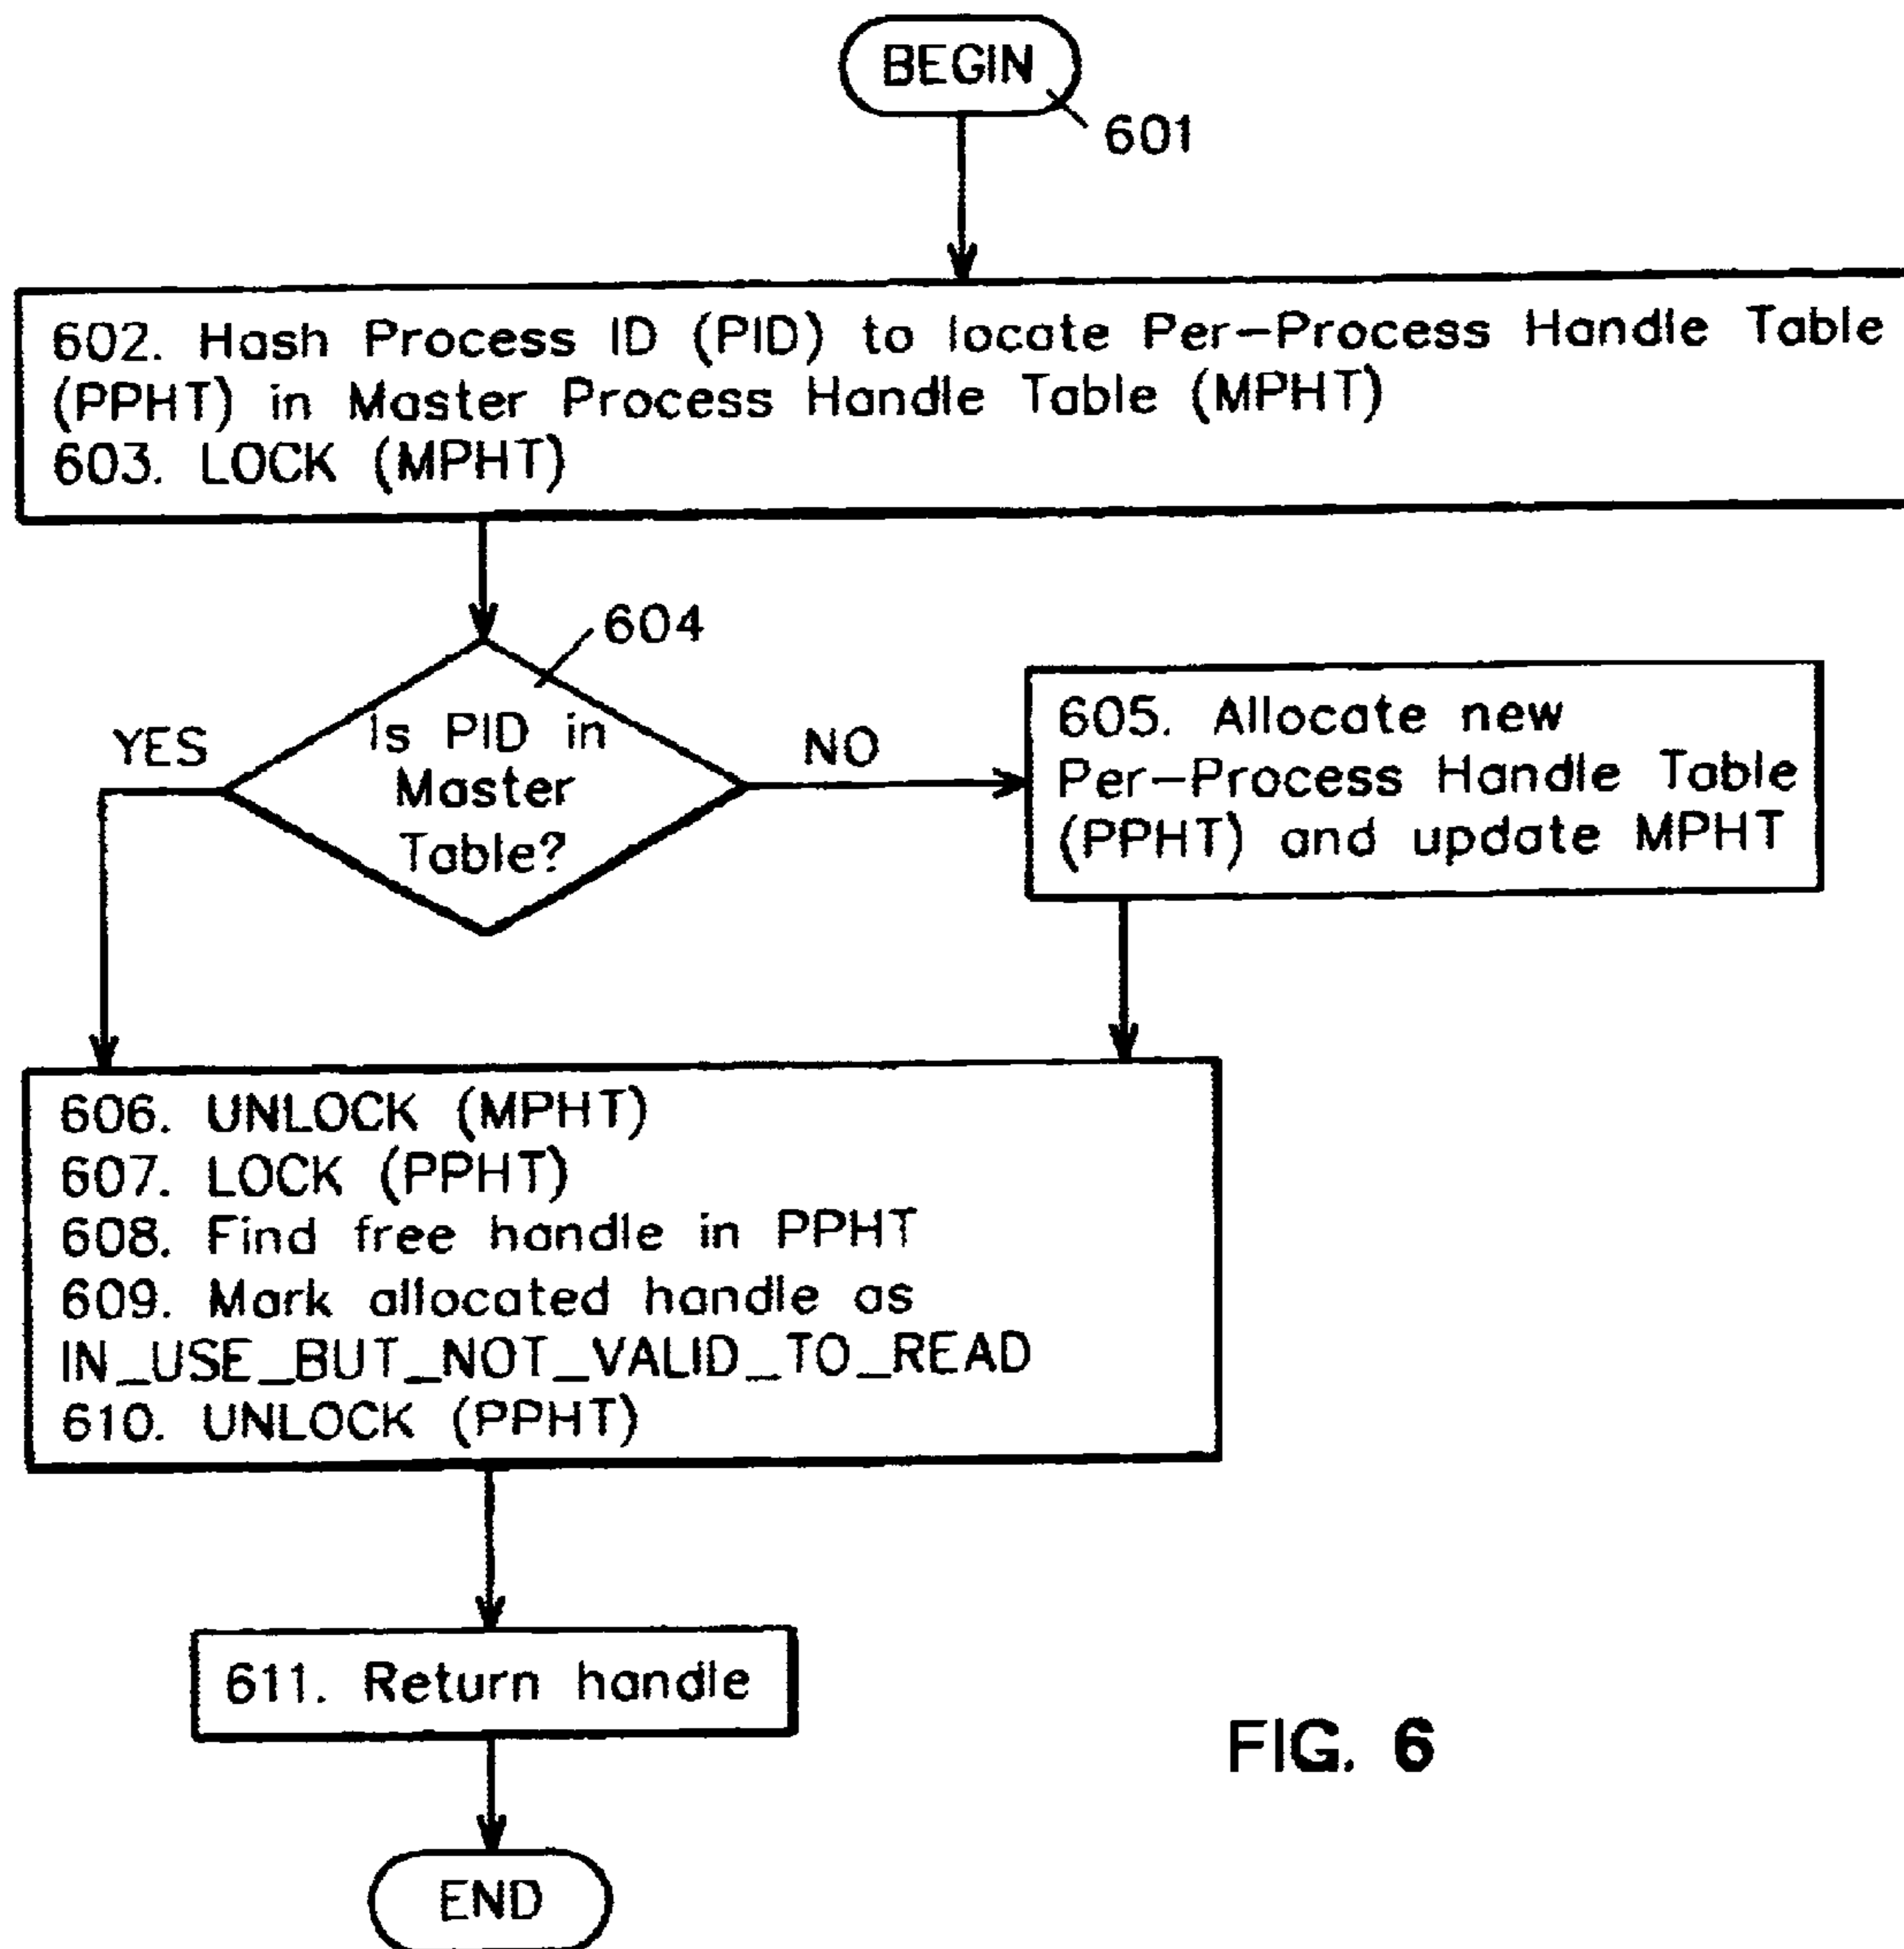 BEGIN
601
602. Hash Process ID (PID) to locate Per-Process Handle Table
(PPHT) in Master Process Handle Table (MPHT)
603. LOCK (MPHT)
604
Is PID in
Master
Table?
YES
NO
605. Allocate new
Per-Process Handle Table
(PPHT) and update MPHT
606. UNLOCK (MPHT)
607. LOCK (PPHT)
608. Find free handle in PPHT
609. Mark allocated handle as
IN_USE_BUT_NOT_VALID_TO_READ
610. UNLOCK (PPHT)
611. Return handle
END
FIG. 6